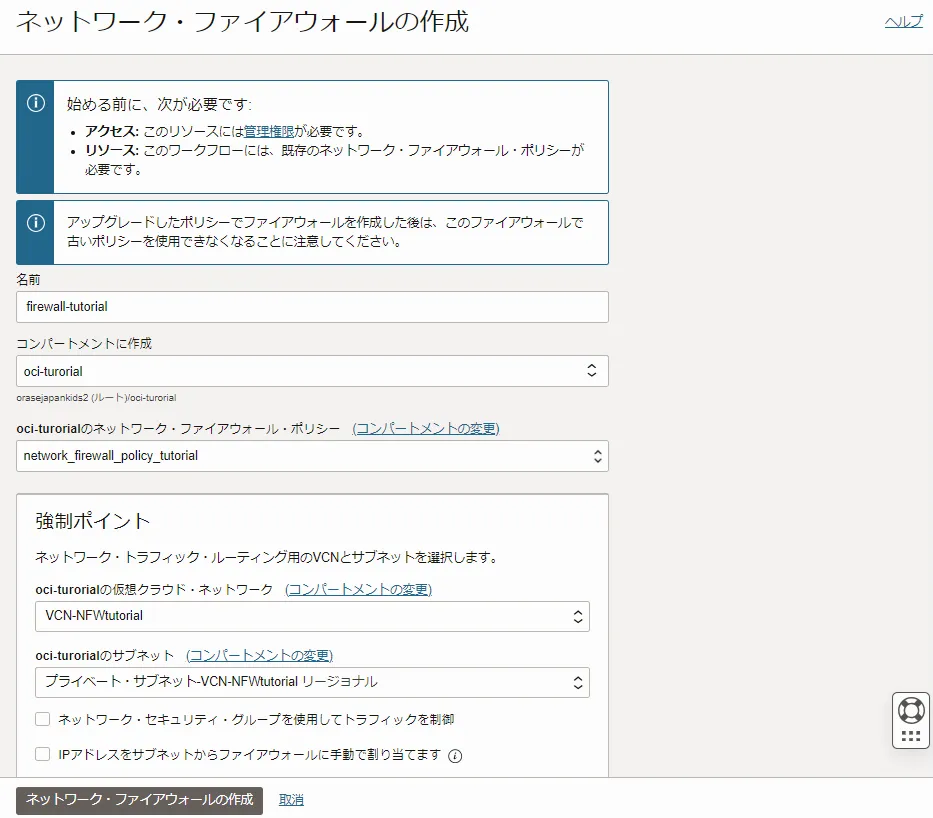 ネットワーク・ファイアウォールの作成
ヘルプ
始める前に、次が必要です:
• アクセス: このリソースには管理権限が必要です。
• リソース: このワークフローには、既存のネットワーク・ファイアウォール・ポリシーが
必要です。
アップグレードしたポリシーでファイアウォールを作成した後は、このファイアウォールで
古いポリシーを使用できなくなることに注意してください。
名前
firewall-tutorial
コンパートメントに作成
oci-turorial
orasejapankids2 (ルート)/oci-turorial
oci-turorialのネットワーク・ファイアウォール・ポリシー (コンパートメントの変更)
network_firewall_policy_tutorial
強制ポイント
ネットワーク・トラフィック・ルーティング用のVCNとサブネットを選択します。
oci-turorialの仮想クラウド・ネットワーク (コンパートメントの変更)
VCN-NFWtutorial
oci-turorialのサブネット (コンパートメントの変更)
プライベート・サブネット-VCN-NFWtutorial リージョナル
ネットワーク・セキュリティ・グループを使用してトラフィックを制御
IPアドレスをサブネットからファイアウォールに手動で割り当てます
ネットワーク・ファイアウォールの作成 取消